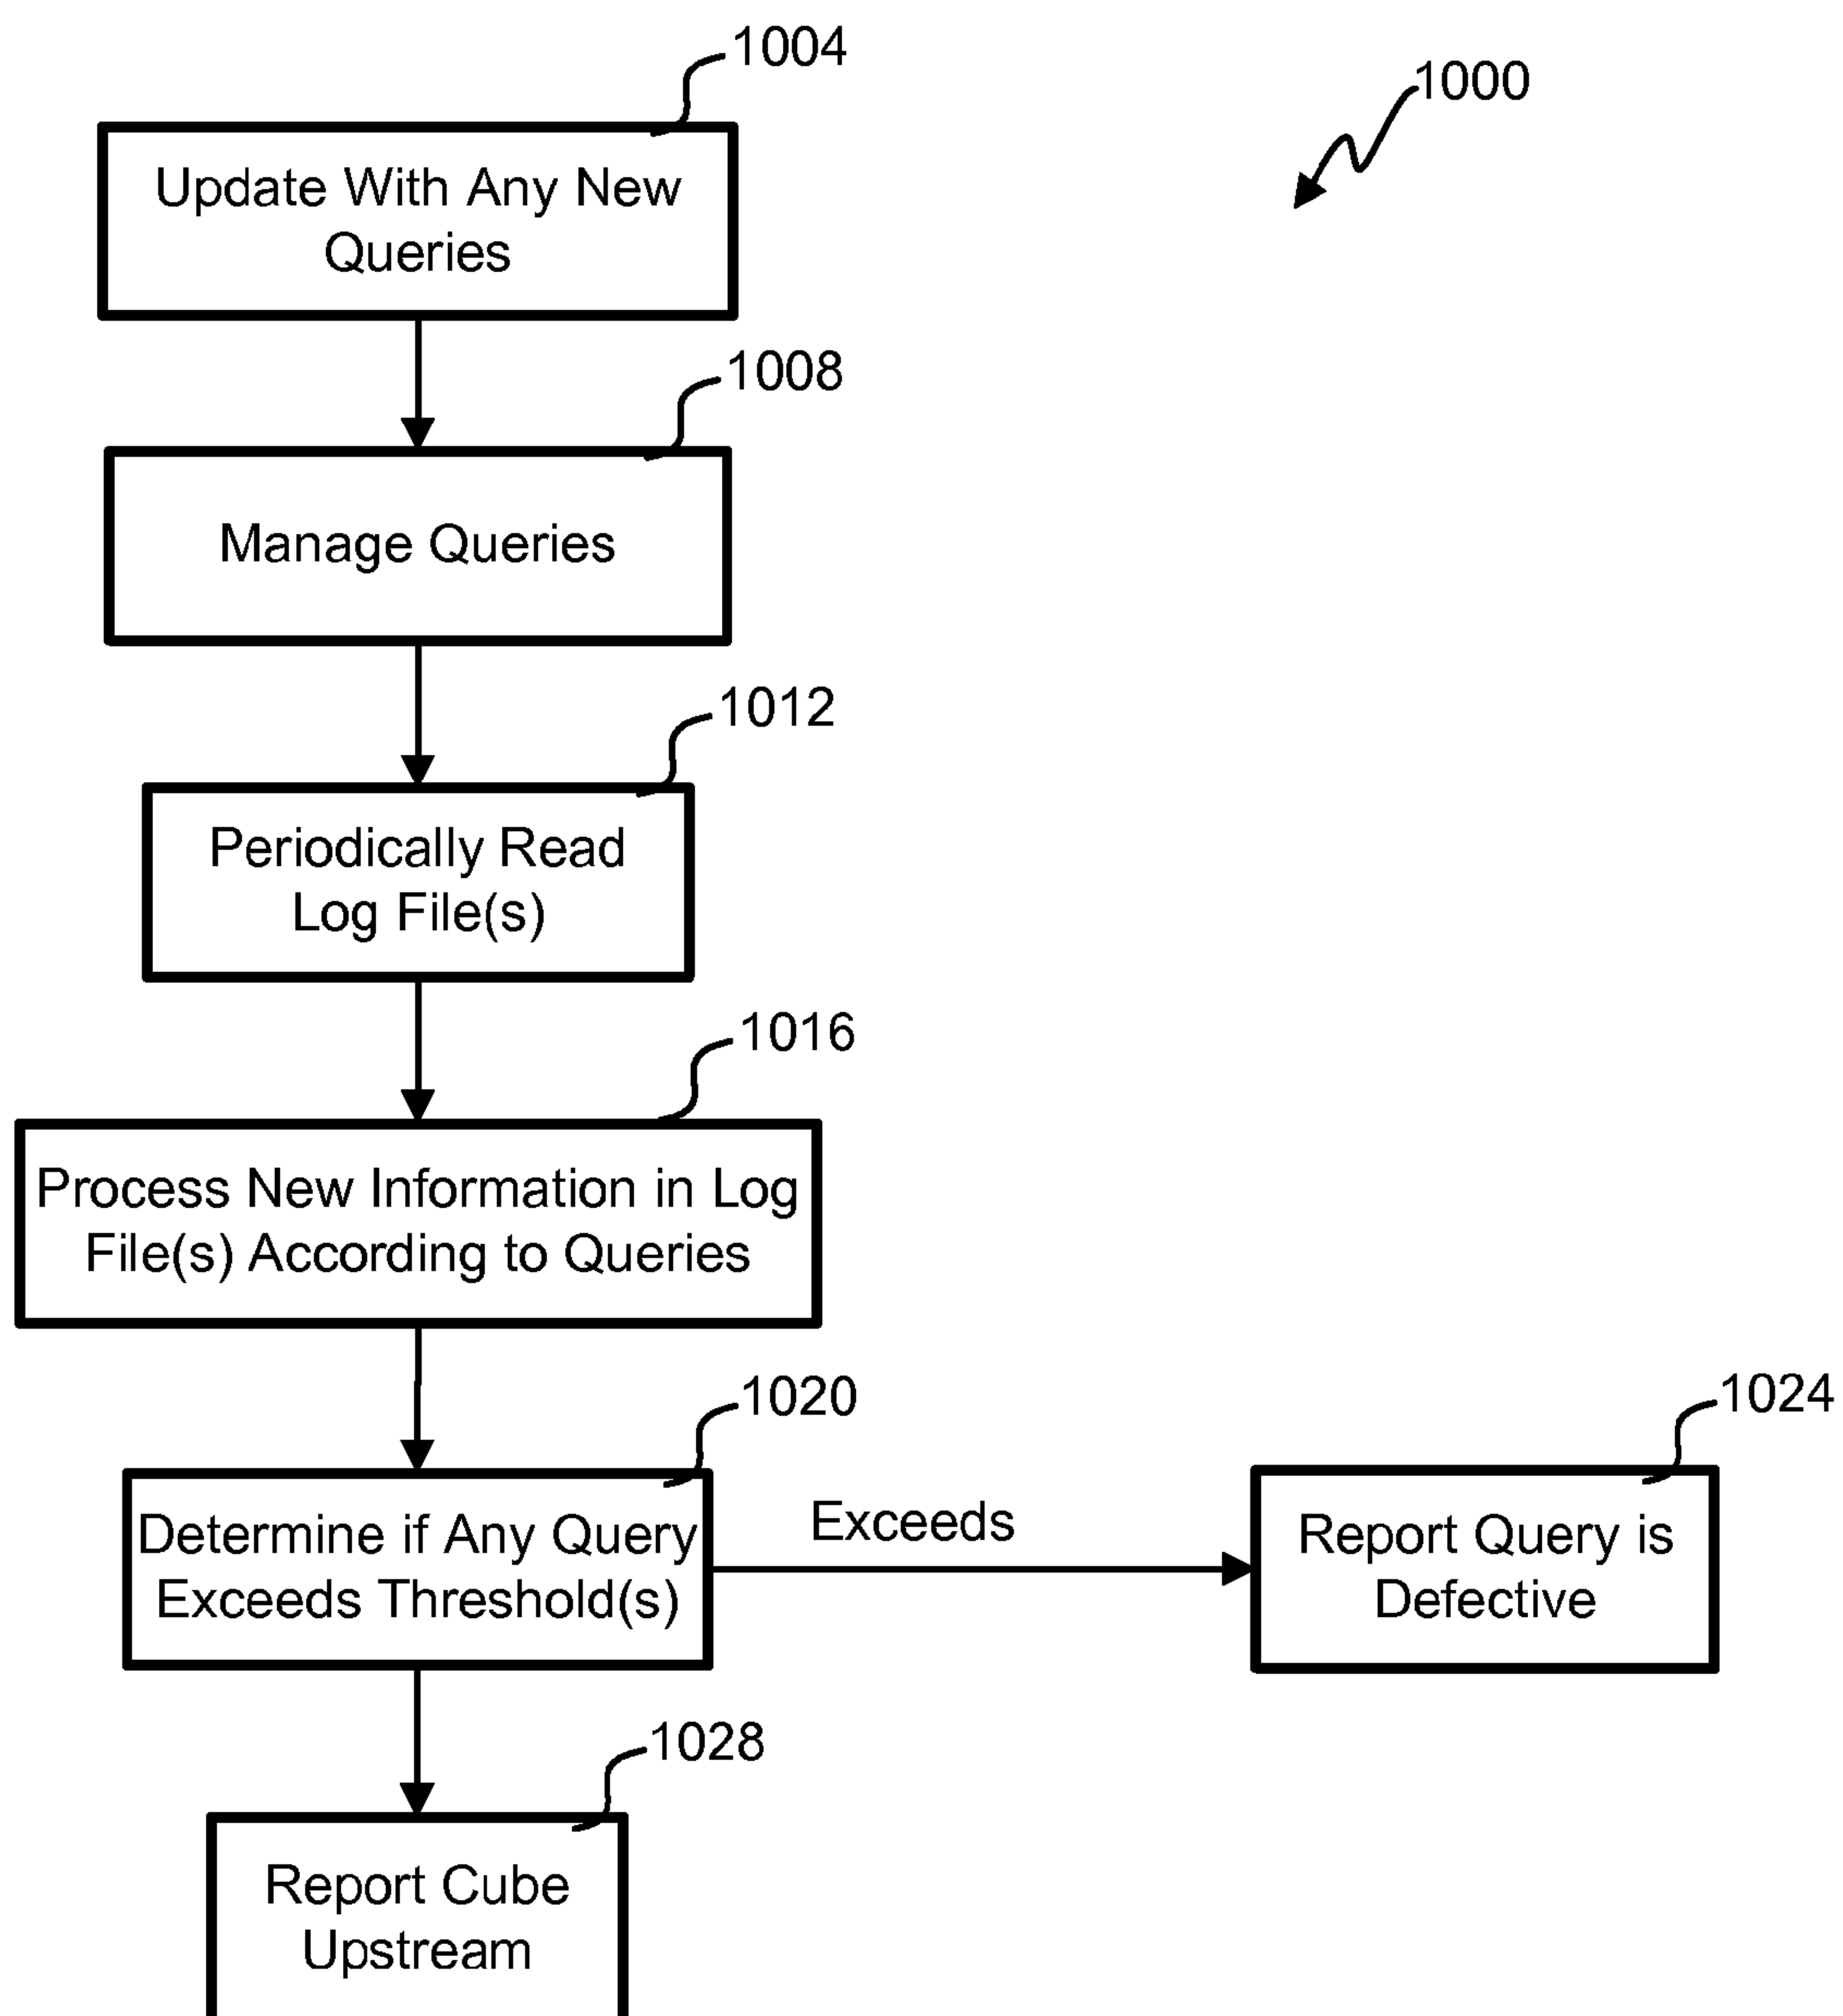 1004
1000
Update With Any New
Queries
1008
Manage Queries
1012
Periodically Read
Log File(s)
1016
Process New Information in Log
File(s) According to Queries
1020
Determine if Any Query
Exceeds Threshold(s)
Exceeds
1024
Report Query is
Defective
1028
Report Cube
Upstream